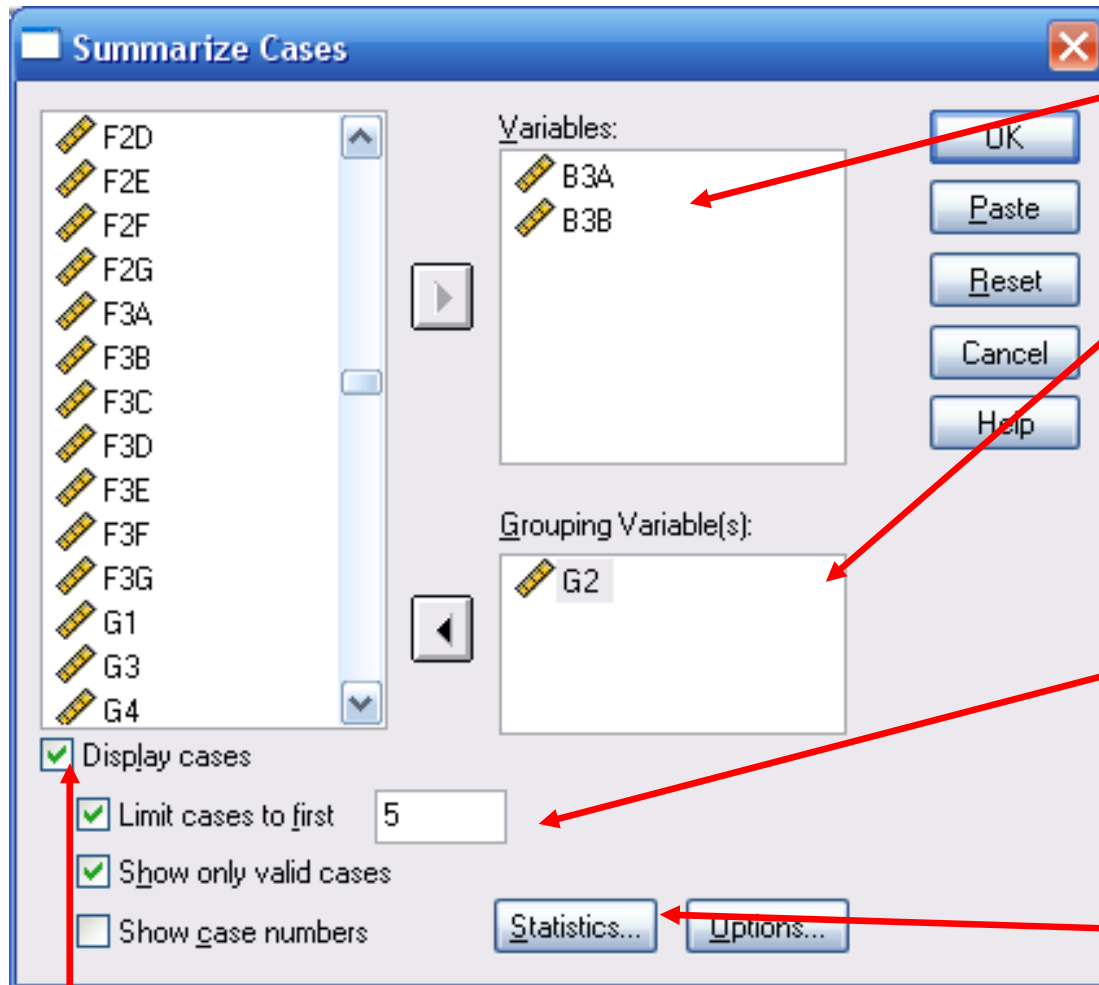 Summarize Cases
F2D
F2E
F2F
F2G
F3A
F3B
F3C
F3D
F3E
F3F
F3G
G1
G3
G4
Variables:
B3A
B3B
Grouping Variable(s):
G2
OK
Paste
Reset
Cancel
Help
Display cases
Limit cases to first 5
Show only valid cases
Show case numbers
Statistics... Options...